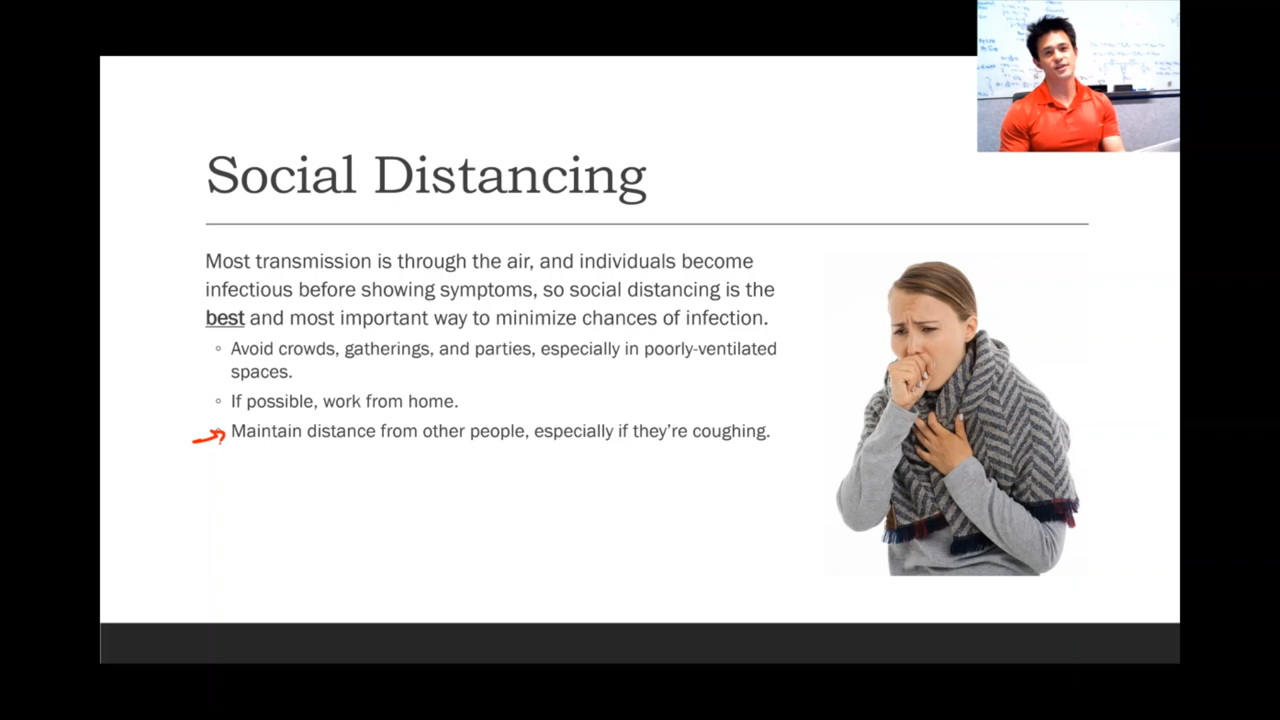 Social Distancing
Most transmission is through the air, and individuals become
infectious before showing symptoms, so social distancing is the
best and most important way to minimize chances of infection.
Avoid crowds, gatherings, and parties, especially in poorly-ventilated
spaces.
If possible, work from home.
Maintain distance from other people, especially if they’re coughing.